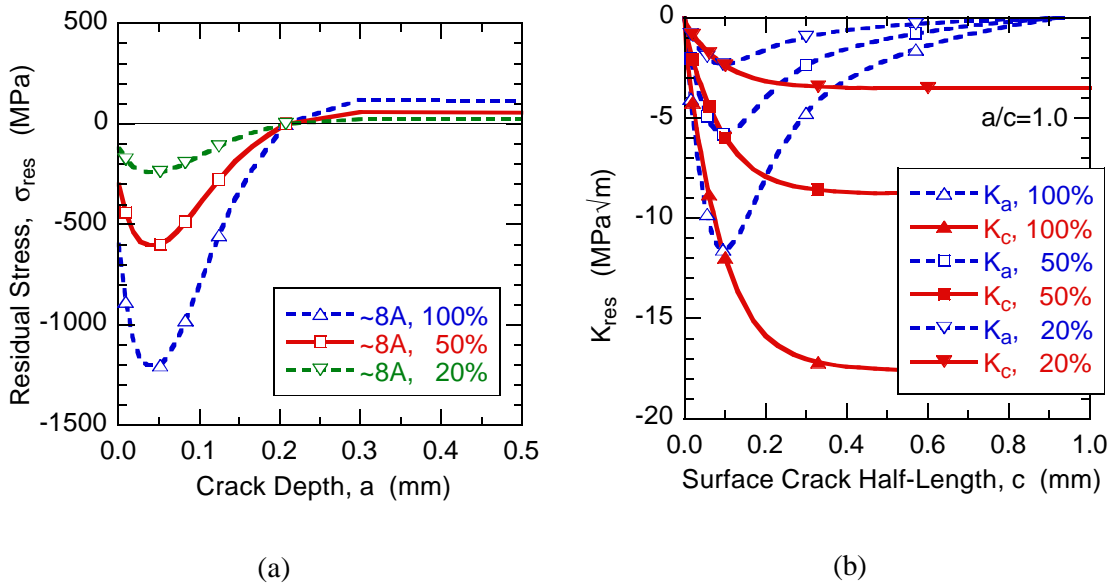 500
0
-500
-1000
-1500
Residual Stress, σres (MPa)
~8A, 100%
~8A, 50%
~8A, 20%
0.0 0.1 0.2 0.3 0.4 0.5
Crack Depth, a (mm)
(a)
0
-5
-10
-15
-20
Kres (MPa√m)
a/c=1.0
Ka, 100%
Kc, 100%
Ka, 50%
Kc, 50%
Ka, 20%
Kc, 20%
0.0 0.2 0.4 0.6 0.8 1.0
Surface Crack Half-Length, c (mm)
(b)